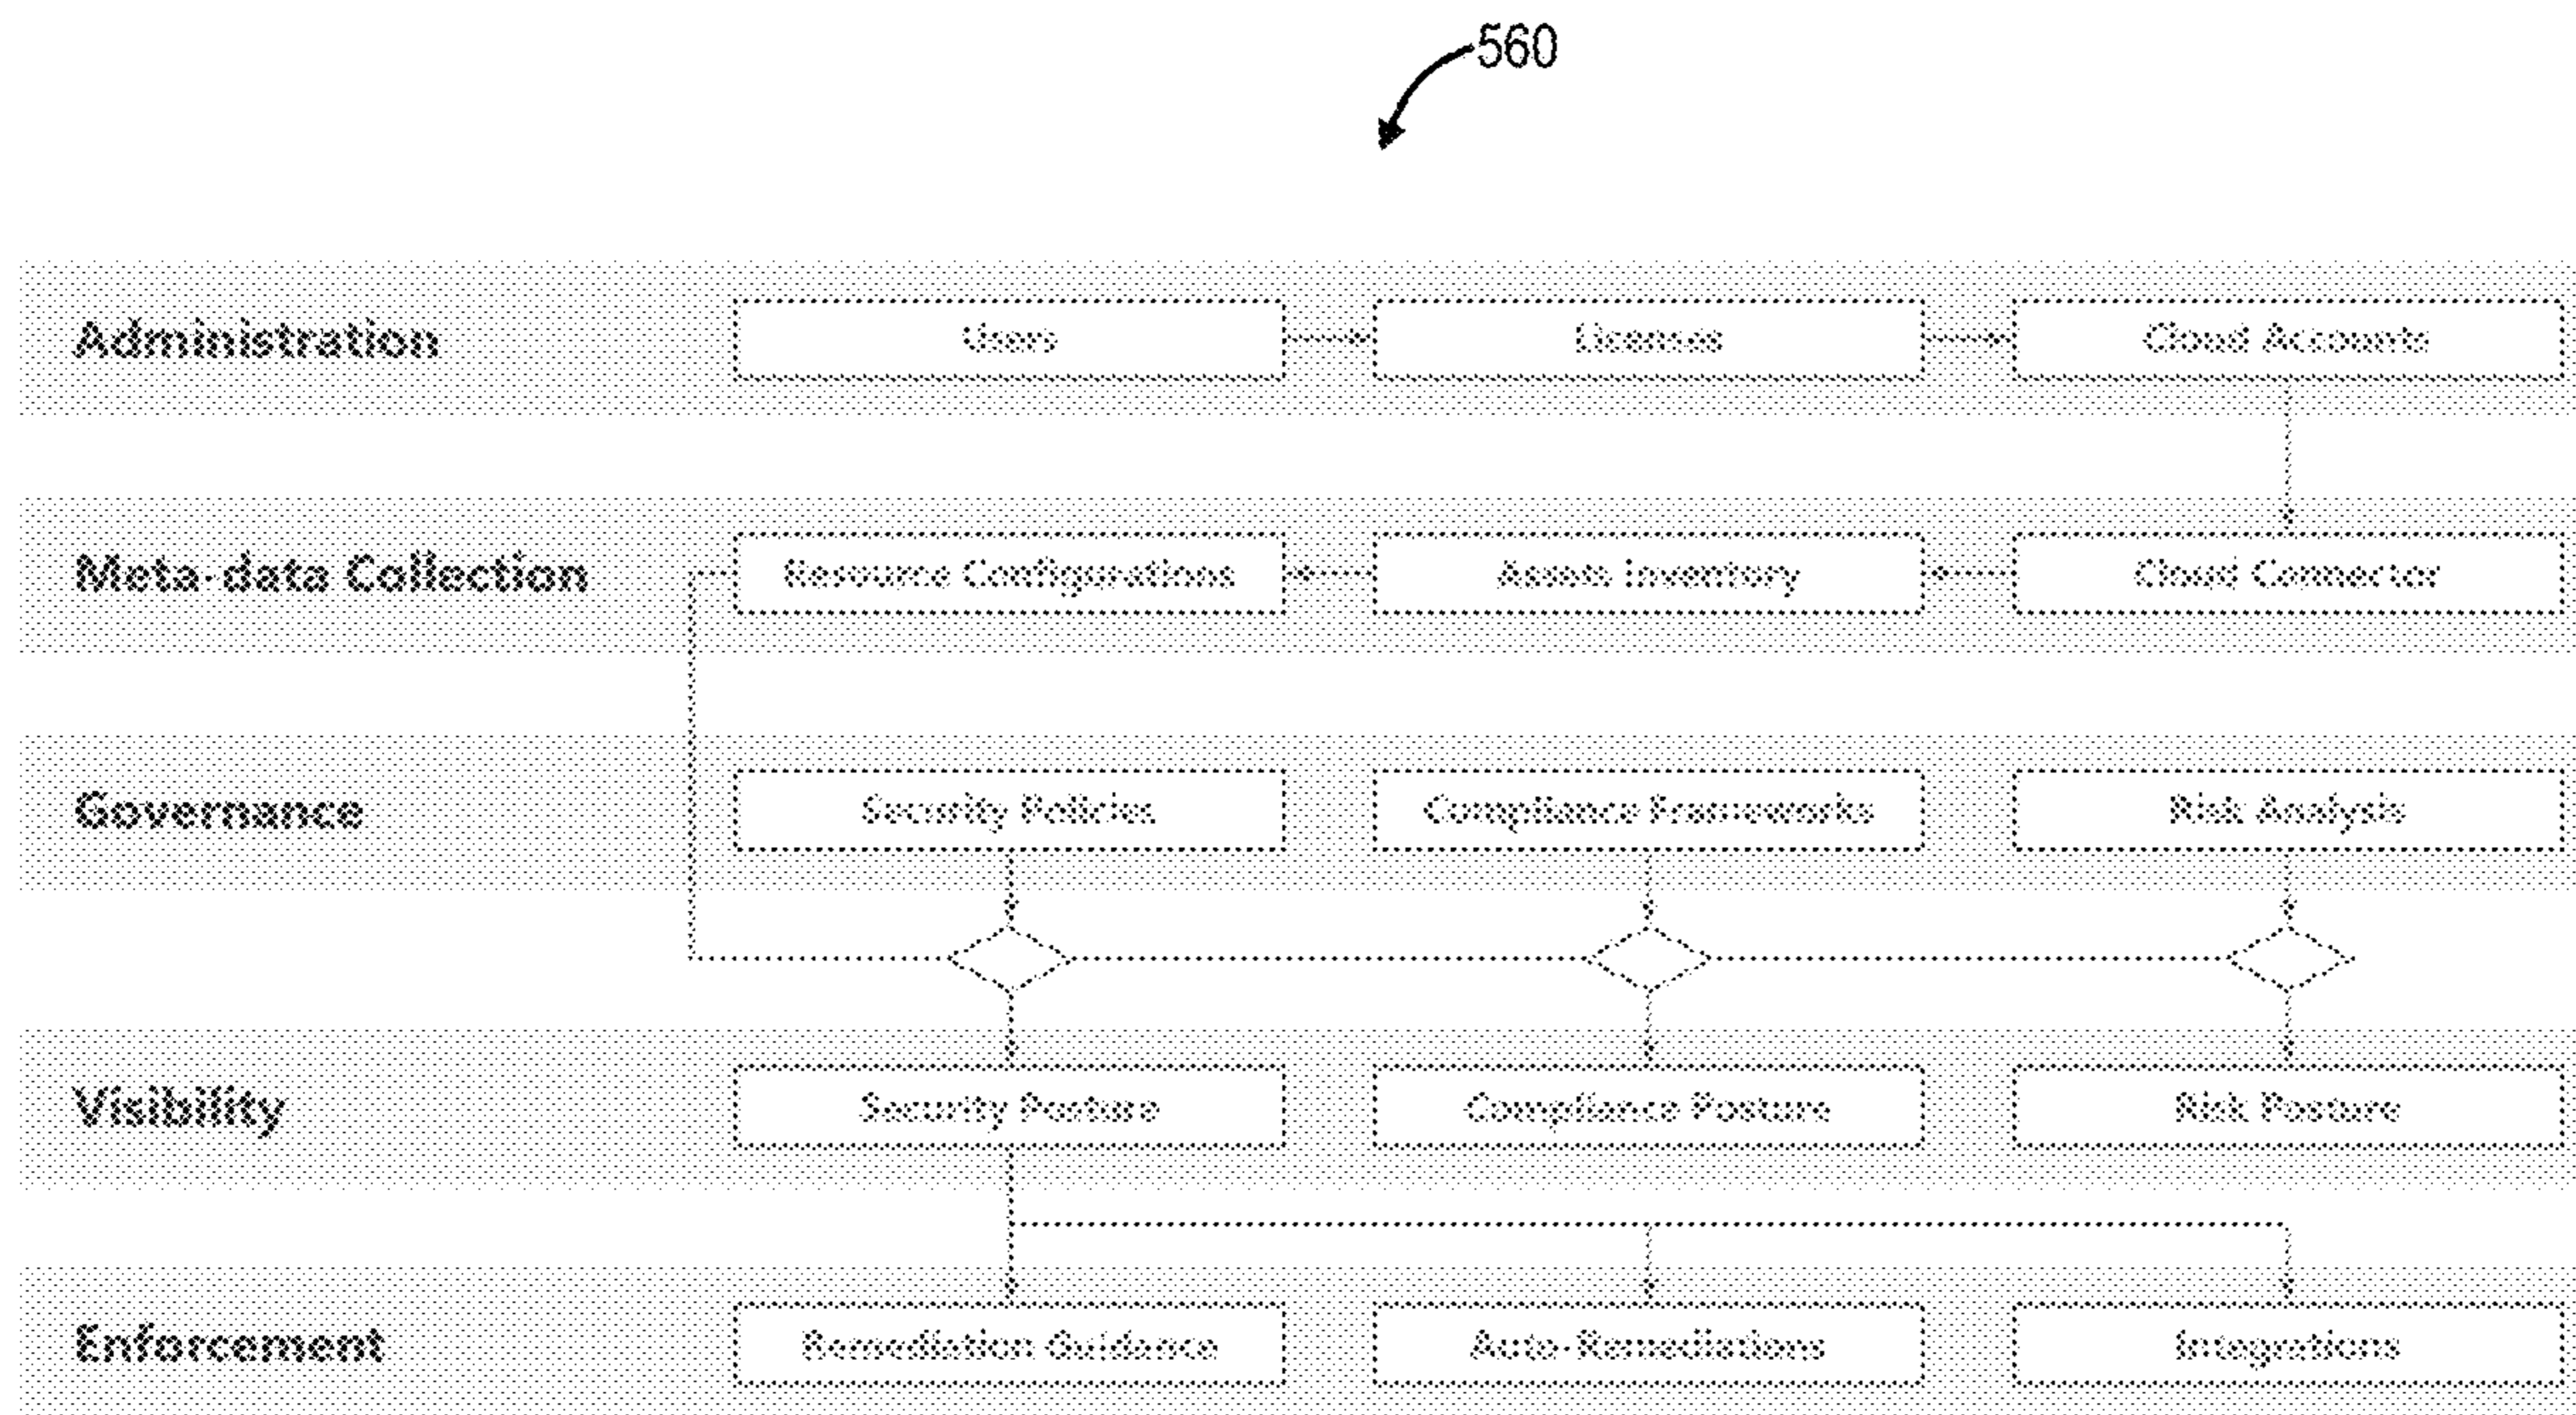 560
Administration
Users
Licenses
Cloud Accounts
Meta-data Collection
Resource Configurations
Assets Inventory
Cloud Connector
Governance
Security Policies
Compliance Frameworks
Risk Analysis
Visibility
Security Posture
Compliance Posture
Risk Posture
Enforcement
Remediation Guidance
Auto-Remediations
Integrations